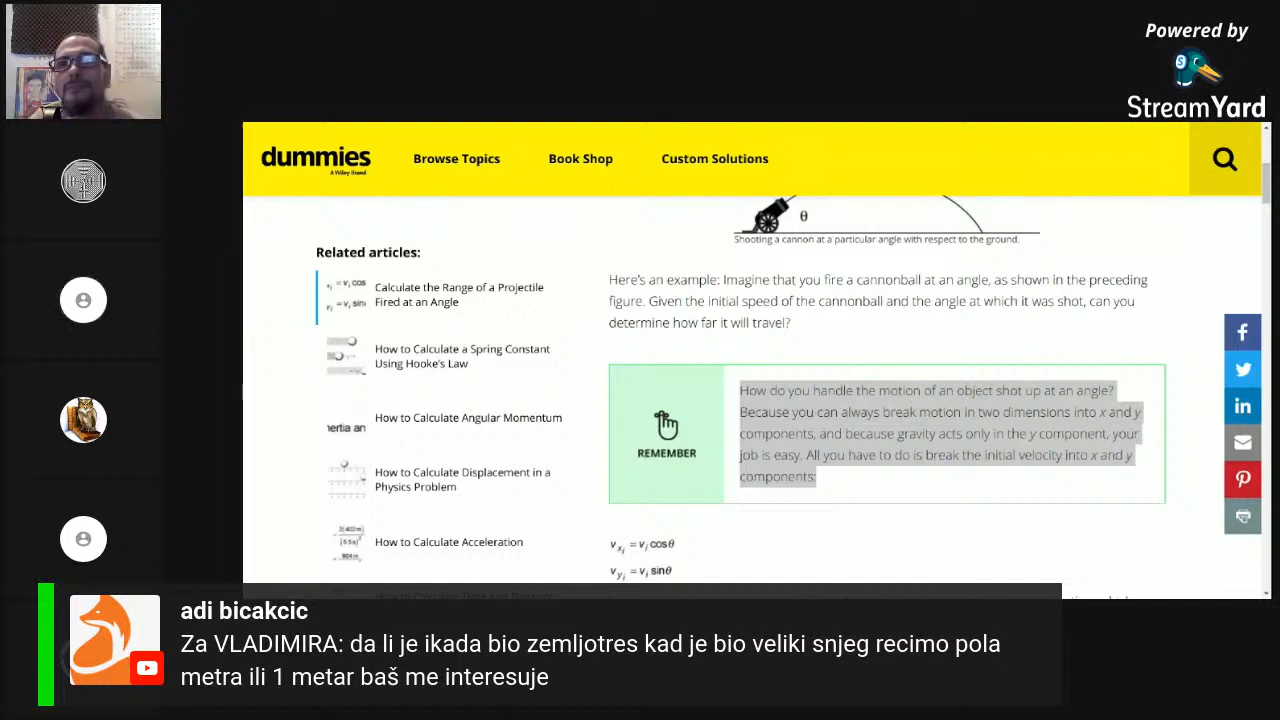 Powered by
StreamYard
dummies
A Wiley Brand
Browse Topics
Book Shop
Custom Solutions
θ
Shooting a cannon at a particular angle with respect to the ground.
Related articles:
Calculate the Range of a Projectile
Fired at an Angle
How to Calculate a Spring Constant
Using Hooke's Law
How to Calculate Angular Momentum
How to Calculate Displacement in a
Physics Problem
How to Calculate Acceleration
Here's an example: Imagine that you fire a cannonball at an angle, as shown in the preceding
figure. Given the initial speed of the cannonball and the angle at which it was shot, can you
determine how far it will travel?
REMEMBER
How do you handle the motion of an object shot up at an angle?
Because you can always break motion in two dimensions into x and y
components, and because gravity acts only in the y component, your
job is easy. All you have to do is break the initial velocity into x and y
components:
v_xi = v_i cosθ
v_yi = v_i sinθ
adi bicakcic
Za VLADIMIRA: da li je ikada bio zemljotres kad je bio veliki snjeg recimo pola
metra ili 1 metar baš me interesuje